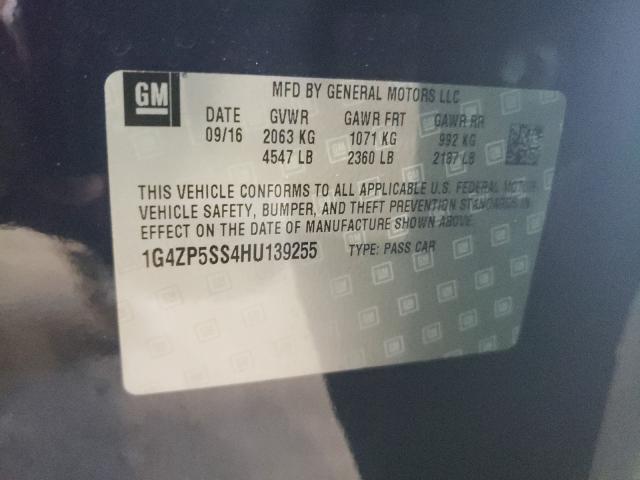 GM
MFD BY GENERAL MOTORS LLC
DATE GVWR GAWR FRT GAWR RR
09/16 2063 KG 1071 KG 992 KG
4547 LB 2360 LB 2187 LB
THIS VEHICLE CONFORMS TO ALL APPLICABLE U.S. FEDERAL MOTOR
VEHICLE SAFETY, BUMPER, AND THEFT PREVENTION STANDARDS IN
EFFECT ON THE DATE OF MANUFACTURE SHOWN ABOVE.
1G4ZP5SS4HU139255 TYPE: PASS CAR